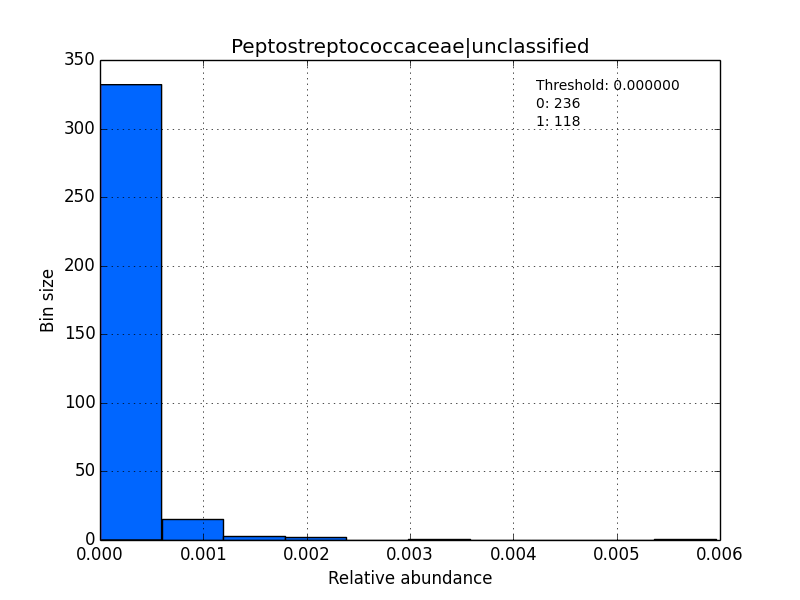 Peptostreptococcaceae|unclassified
Threshold: 0.000000
0: 236
1: 118
350
300
250
200
150
100
50
0
Bin size
0.000 0.001 0.002 0.003 0.004 0.005 0.006
Relative abundance